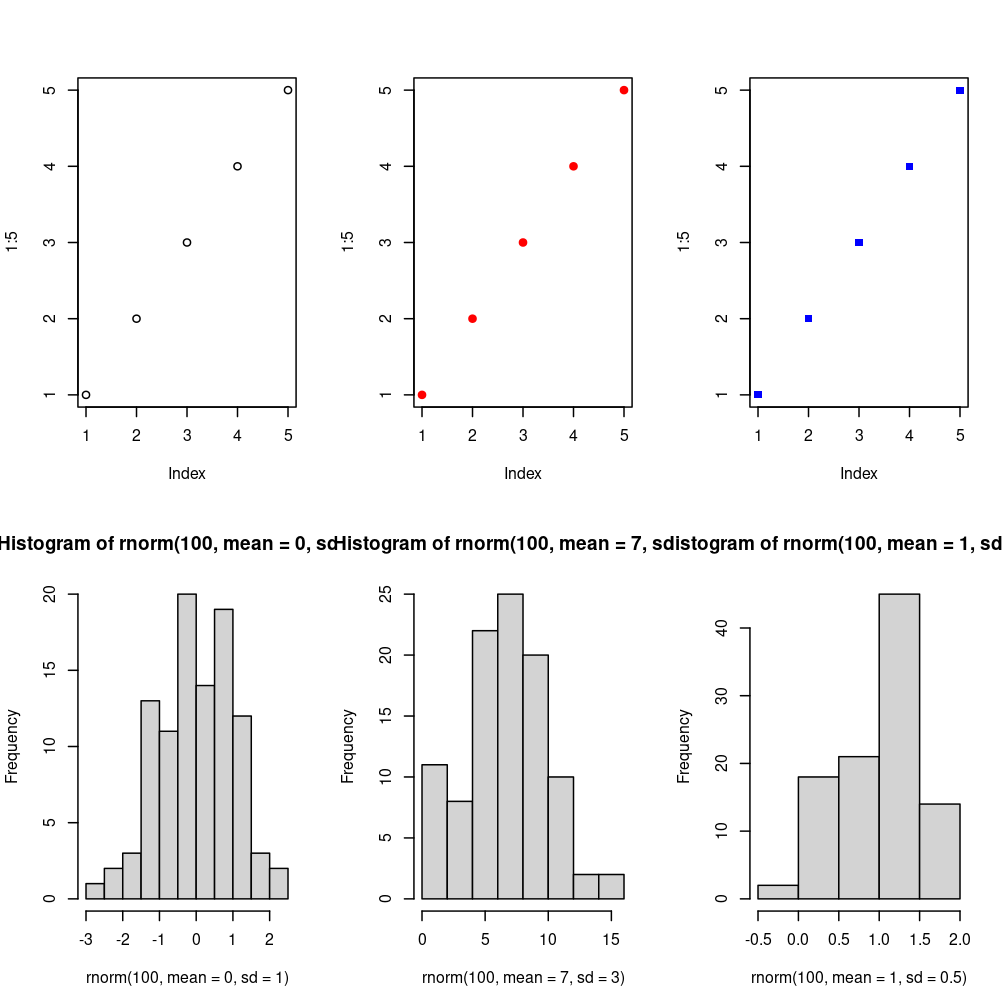 5
4
3
2
1
1:5
1 2 3 4 5
Index
5
4
3
2
1
1:5
1 2 3 4 5
Index
5
4
3
2
1
1:5
1 2 3 4 5
Index
Histogram of rnorm(100, mean = 0, sd
20
15
10
5
0
Frequency
-3 -2 -1 0 1 2
rnorm(100, mean = 0, sd = 1)
Histogram of rnorm(100, mean = 7, sd
25
20
15
10
5
0
Frequency
0 5 10 15
rnorm(100, mean = 7, sd = 3)
istogram of rnorm(100, mean = 1, sd
40
30
20
10
0
Frequency
-0.5 0.0 0.5 1.0 1.5 2.0
rnorm(100, mean = 1, sd = 0.5)